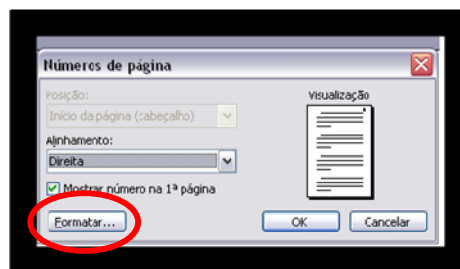 Números de página
Posição:
Visualização
Início da página (cabeçalho)
Alinhamento:
Direita
Mostrar número na 1ª página
Formatar...
OK
Cancelar